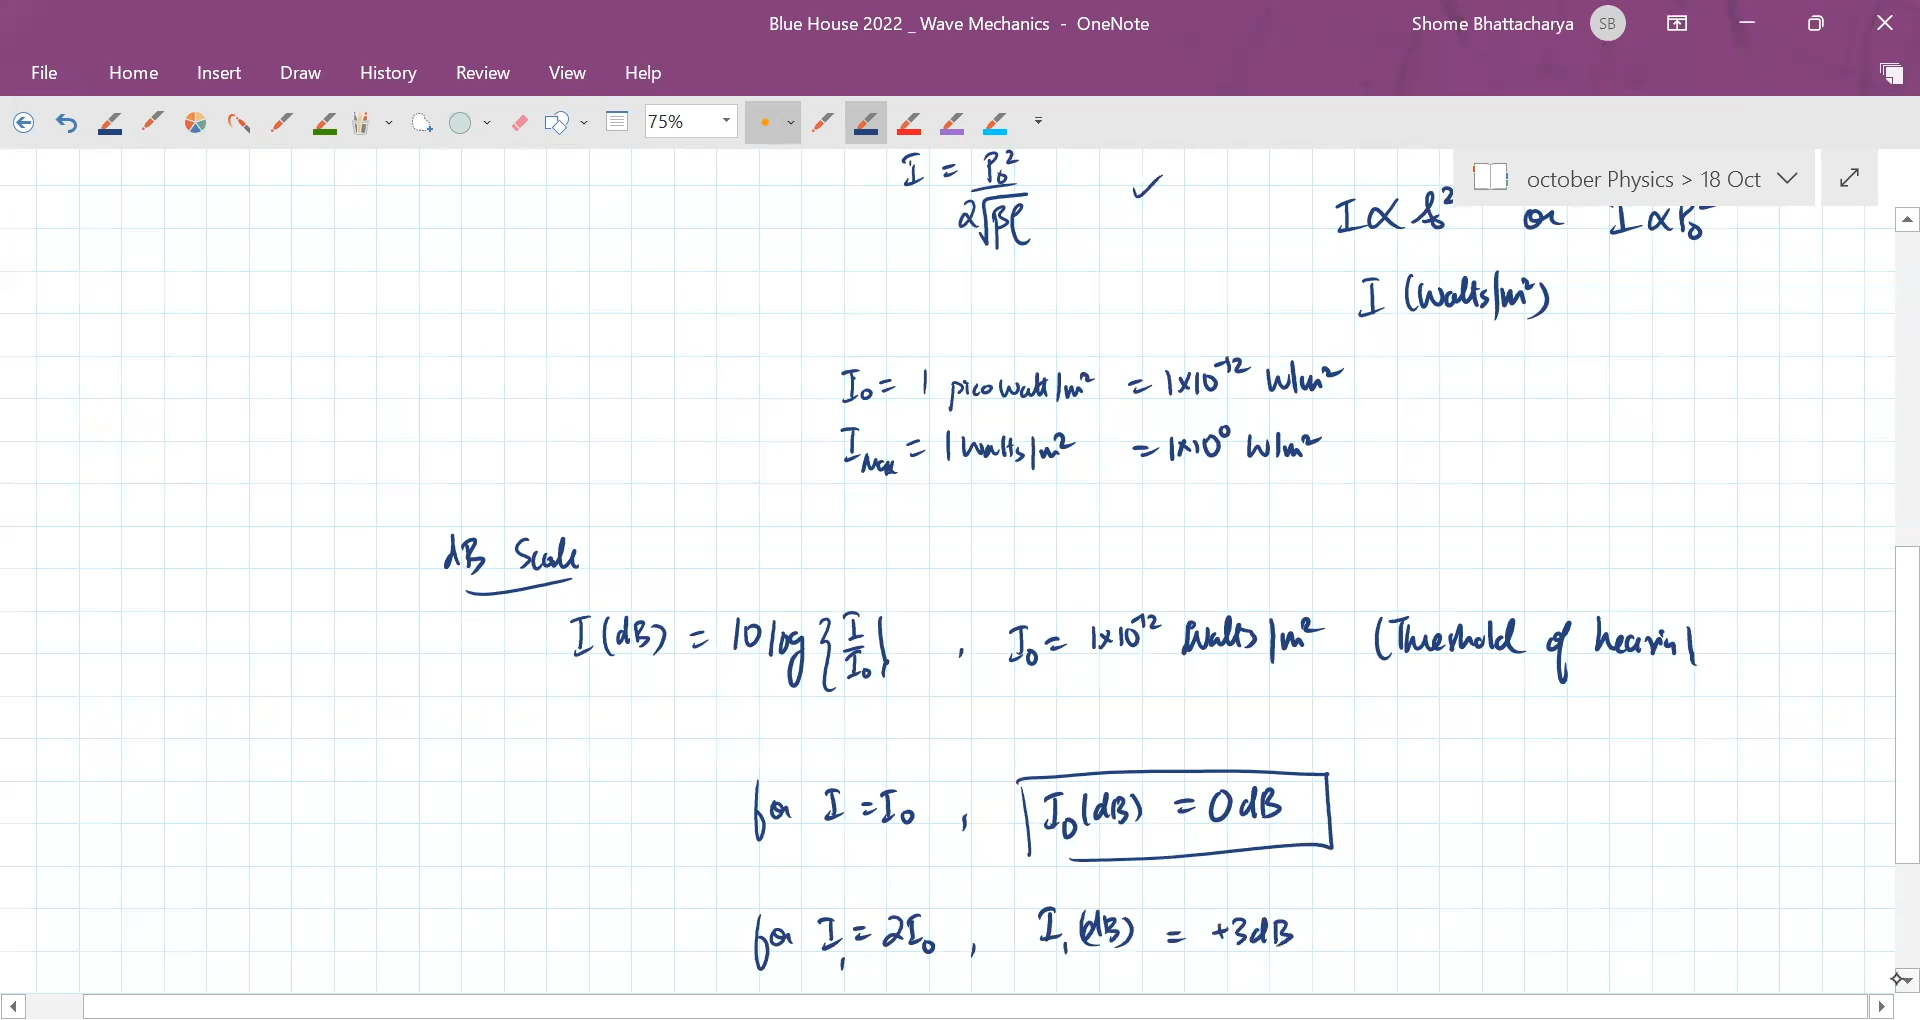 Blue House 2022 _ Wave Mechanics - OneNote
Shome Bhattacharya SB
File Home Insert Draw History Review View Help
75%
october Physics > 18 Oct
I = P₀² / 2√βρ ✓
I ∝ s₀² or I ∝ P₀²
I (Watts/m²)
I₀ = 1 picowatt/m² = 1×10⁻¹² W/m²
I Max = 1 Watts/m² = 1×10⁰ W/m²
dB Scale
I (dB) = 10 log {I/I₀} , I₀ = 1×10⁻¹² Watts/m² (Threshold of hearing)
for I = I₀ , I₀(dB) = 0 dB
for I₁ = 2I₀ , I₁(dB) = +3dB